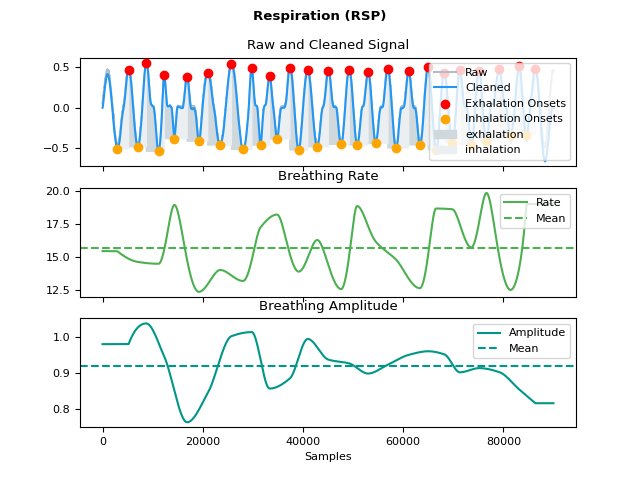 Respiration (RSP)
Raw and Cleaned Signal
0.5
0.0
−0.5
Raw
Cleaned
Exhalation Onsets
Inhalation Onsets
exhalation
inhalation
Breathing Rate
20.0
17.5
15.0
12.5
Rate
Mean
Breathing Amplitude
1.0
0.9
0.8
Amplitude
Mean
0 20000 40000 60000 80000
Samples